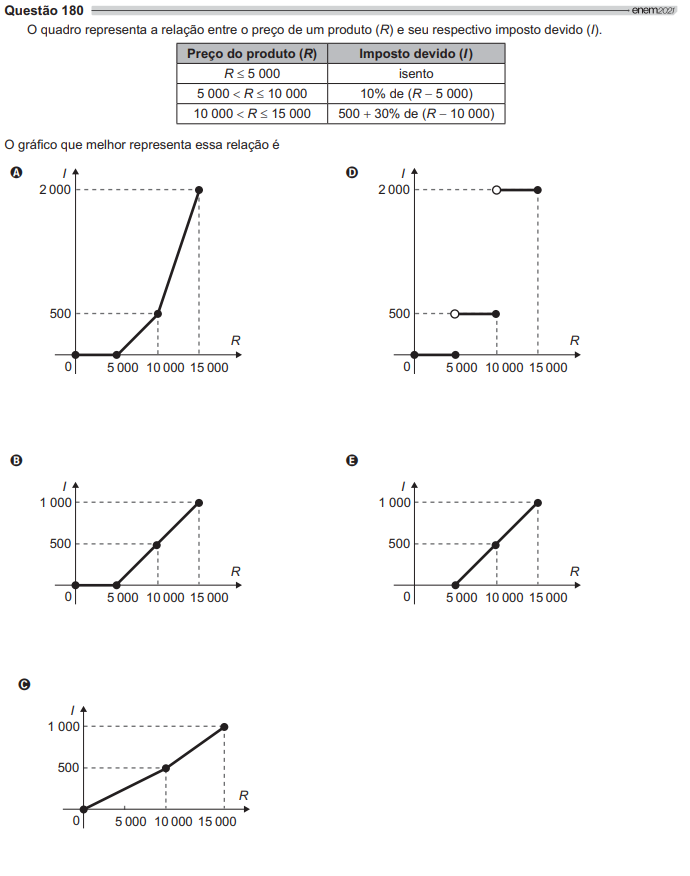 Questão 180
enem2021
O quadro representa a relação entre o preço de um produto (R) e seu respectivo imposto devido (I).
Preço do produto (R) Imposto devido (I)
R ≤ 5 000 isento
5 000 < R ≤ 10 000 10% de (R – 5 000)
10 000 < R ≤ 15 000 500 + 30% de (R – 10 000)
O gráfico que melhor representa essa relação é
A
I
2 000
500
R
0 5 000 10 000 15 000
B
I
1 000
500
R
0 5 000 10 000 15 000
C
I
1 000
500
R
0 5 000 10 000 15 000
D
I
2 000
500
R
0 5 000 10 000 15 000
E
I
1 000
500
R
0 5 000 10 000 15 000